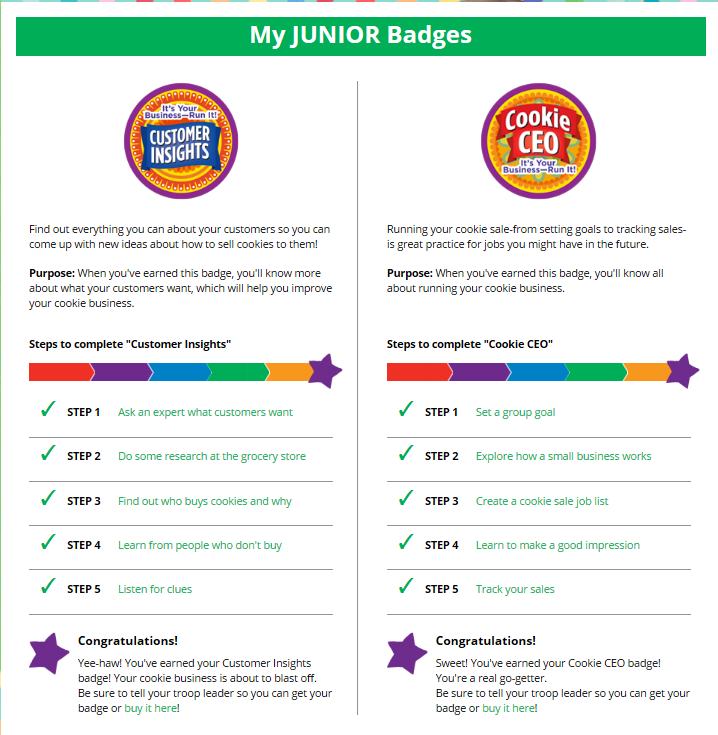 My JUNIOR Badges
It's Your
Business—Run It!
CUSTOMER
INSIGHTS
Find out everything you can about your customers so you can
come up with new ideas about how to sell cookies to them!
Purpose: When you've earned this badge, you'll know more
about what your customers want, which will help you improve
your cookie business.
Steps to complete "Customer Insights"
✓ STEP 1 Ask an expert what customers want
✓ STEP 2 Do some research at the grocery store
✓ STEP 3 Find out who buys cookies and why
✓ STEP 4 Learn from people who don't buy
✓ STEP 5 Listen for clues
Congratulations!
Yee-haw! You've earned your Customer Insights
badge! Your cookie business is about to blast off.
Be sure to tell your troop leader so you can get your
badge or buy it here!
Cookie
CEO
It's Your
Business—Run It!
Running your cookie sale-from setting goals to tracking sales-
is great practice for jobs you might have in the future.
Purpose: When you've earned this badge, you'll know all
about running your cookie business.
Steps to complete "Cookie CEO"
✓ STEP 1 Set a group goal
✓ STEP 2 Explore how a small business works
✓ STEP 3 Create a cookie sale job list
✓ STEP 4 Learn to make a good impression
✓ STEP 5 Track your sales
Congratulations!
Sweet! You've earned your Cookie CEO badge!
You're a real go-getter.
Be sure to tell your troop leader so you can get your
badge or buy it here!